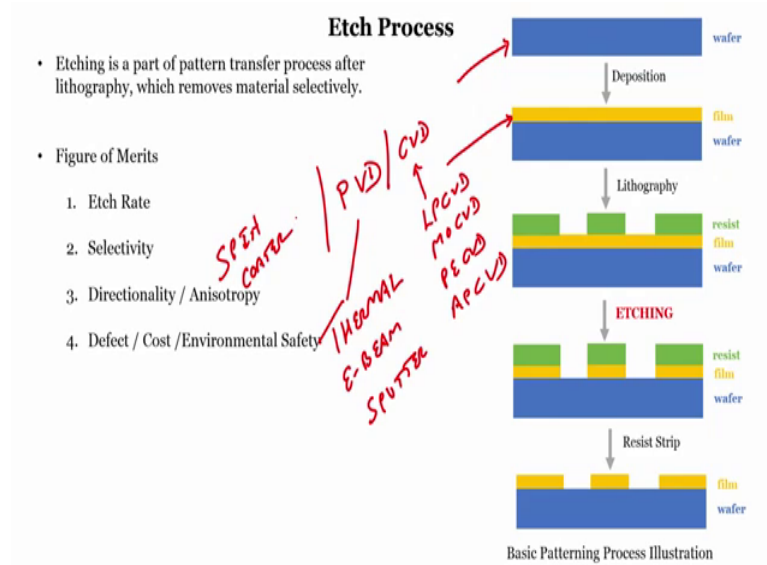 Etch Process
• Etching is a part of pattern transfer process after
lithography, which removes material selectively.
• Figure of Merits
1. Etch Rate
2. Selectivity
3. Directionality / Anisotropy
4. Defect / Cost /Environmental Safety
SPIN
COATER
PVD
CVD
LPCVD
MOCVD
PECVD
APCVD
THERMAL
E-BEAM
SPUTTER
wafer
Deposition
film
wafer
Lithography
resist
film
wafer
ETCHING
resist
film
wafer
Resist Strip
film
wafer
Basic Patterning Process Illustration